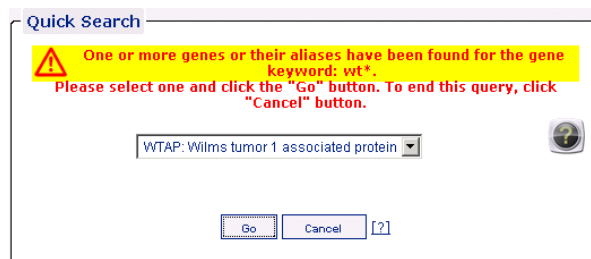 Quick Search
One or more genes or their aliases have been found for the gene
keyword: wt*.
Please select one and click the "Go" button. To end this query, click
"Cancel" button.
WTAP: Wilms tumor 1 associated protein
?
Go Cancel [?]